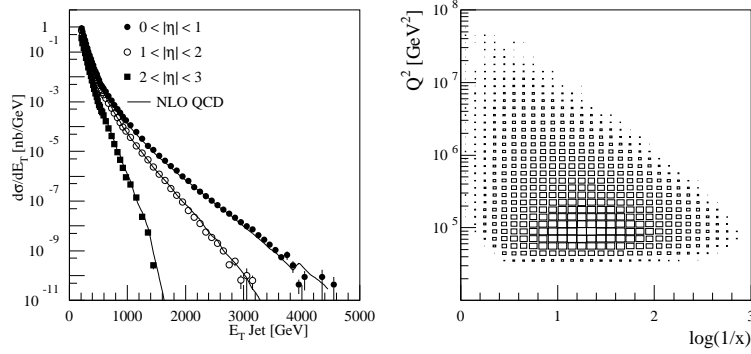 dσ/dE_T [nb/GeV]
1
10^-1
10^-3
10^-5
10^-7
10^-9
10^-11
0 < |η| < 1
1 < |η| < 2
2 < |η| < 3
NLO QCD
0 1000 2000 3000 4000 5000
E_T Jet [GeV]
Q^2 [GeV^2]
10^8
10^7
10^6
10^5
0 1 2 3
log(1/x)